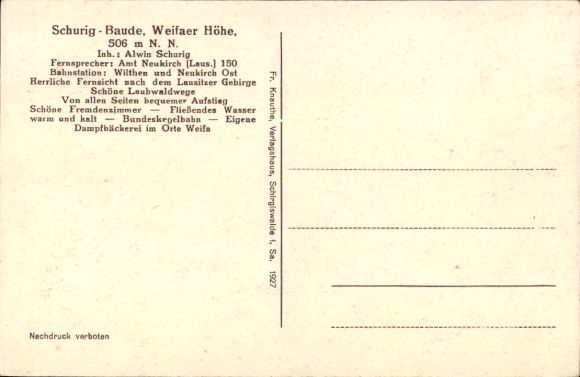 Schurig-Baude, Weifaer Höhe,
506 m N. N.
Inh.: Alwin Schurig
Fernsprecher: Amt Neukirch (Laus.) 150
Bahnstation: Wilthen und Neukirch Ost
Herrliche Fernsicht nach dem Lausitzer Gebirge
Schöne Laubwaldwege
Von allen Seiten bequemer Aufstieg
Schöne Fremdenzimmer — Fließendes Wasser
warm und kalt — Bundeskegelbahn — Eigene
Dampfbäckerei im Orte Weifa
Fr. Knauthe, Verlagshaus, Schirgiswalde i. Sa. 1927
Nachdruck verboten